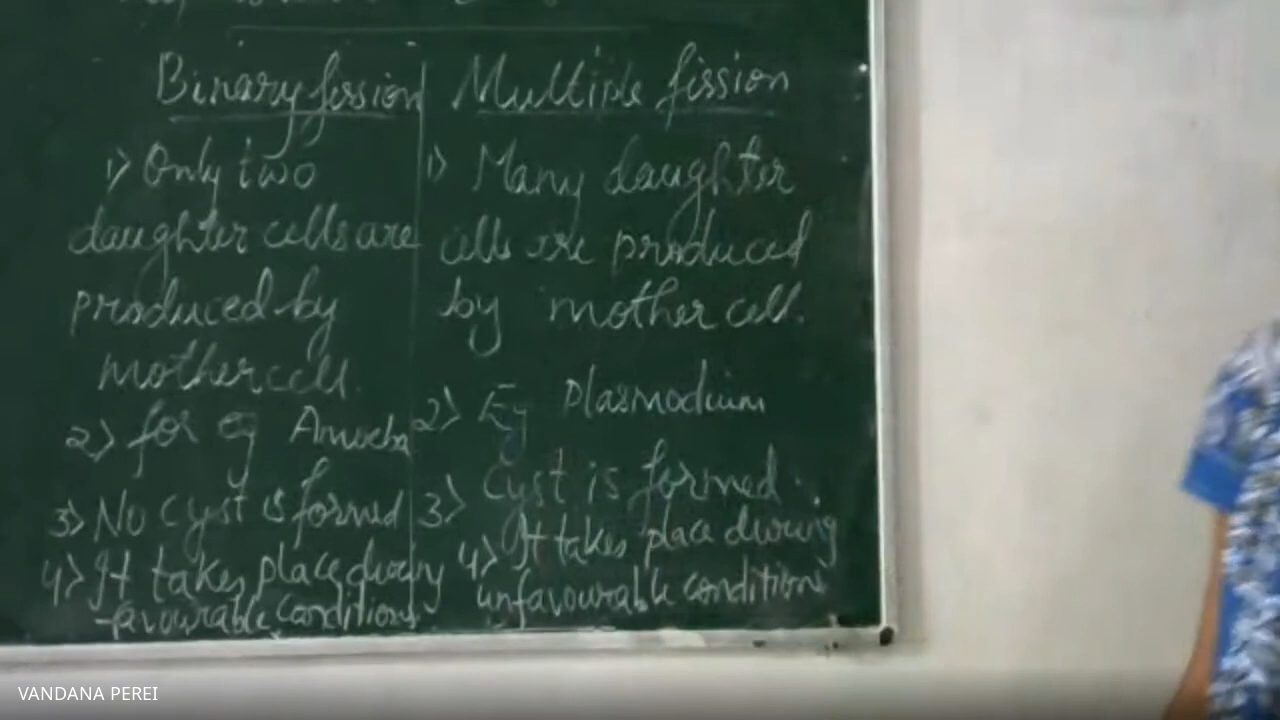 Binary fission
1) Only two
daughter cells are
produced by
mother cell.
2) for eg Amoeba
3) No cyst is formed
4) It takes place during
favourable conditions.
Multiple fission
1) Many daughter
cells are produced
by mother cell.
2) Eg Plasmodium
3) Cyst is formed.
4) It takes place during
unfavourable conditions
VANDANA PEREI